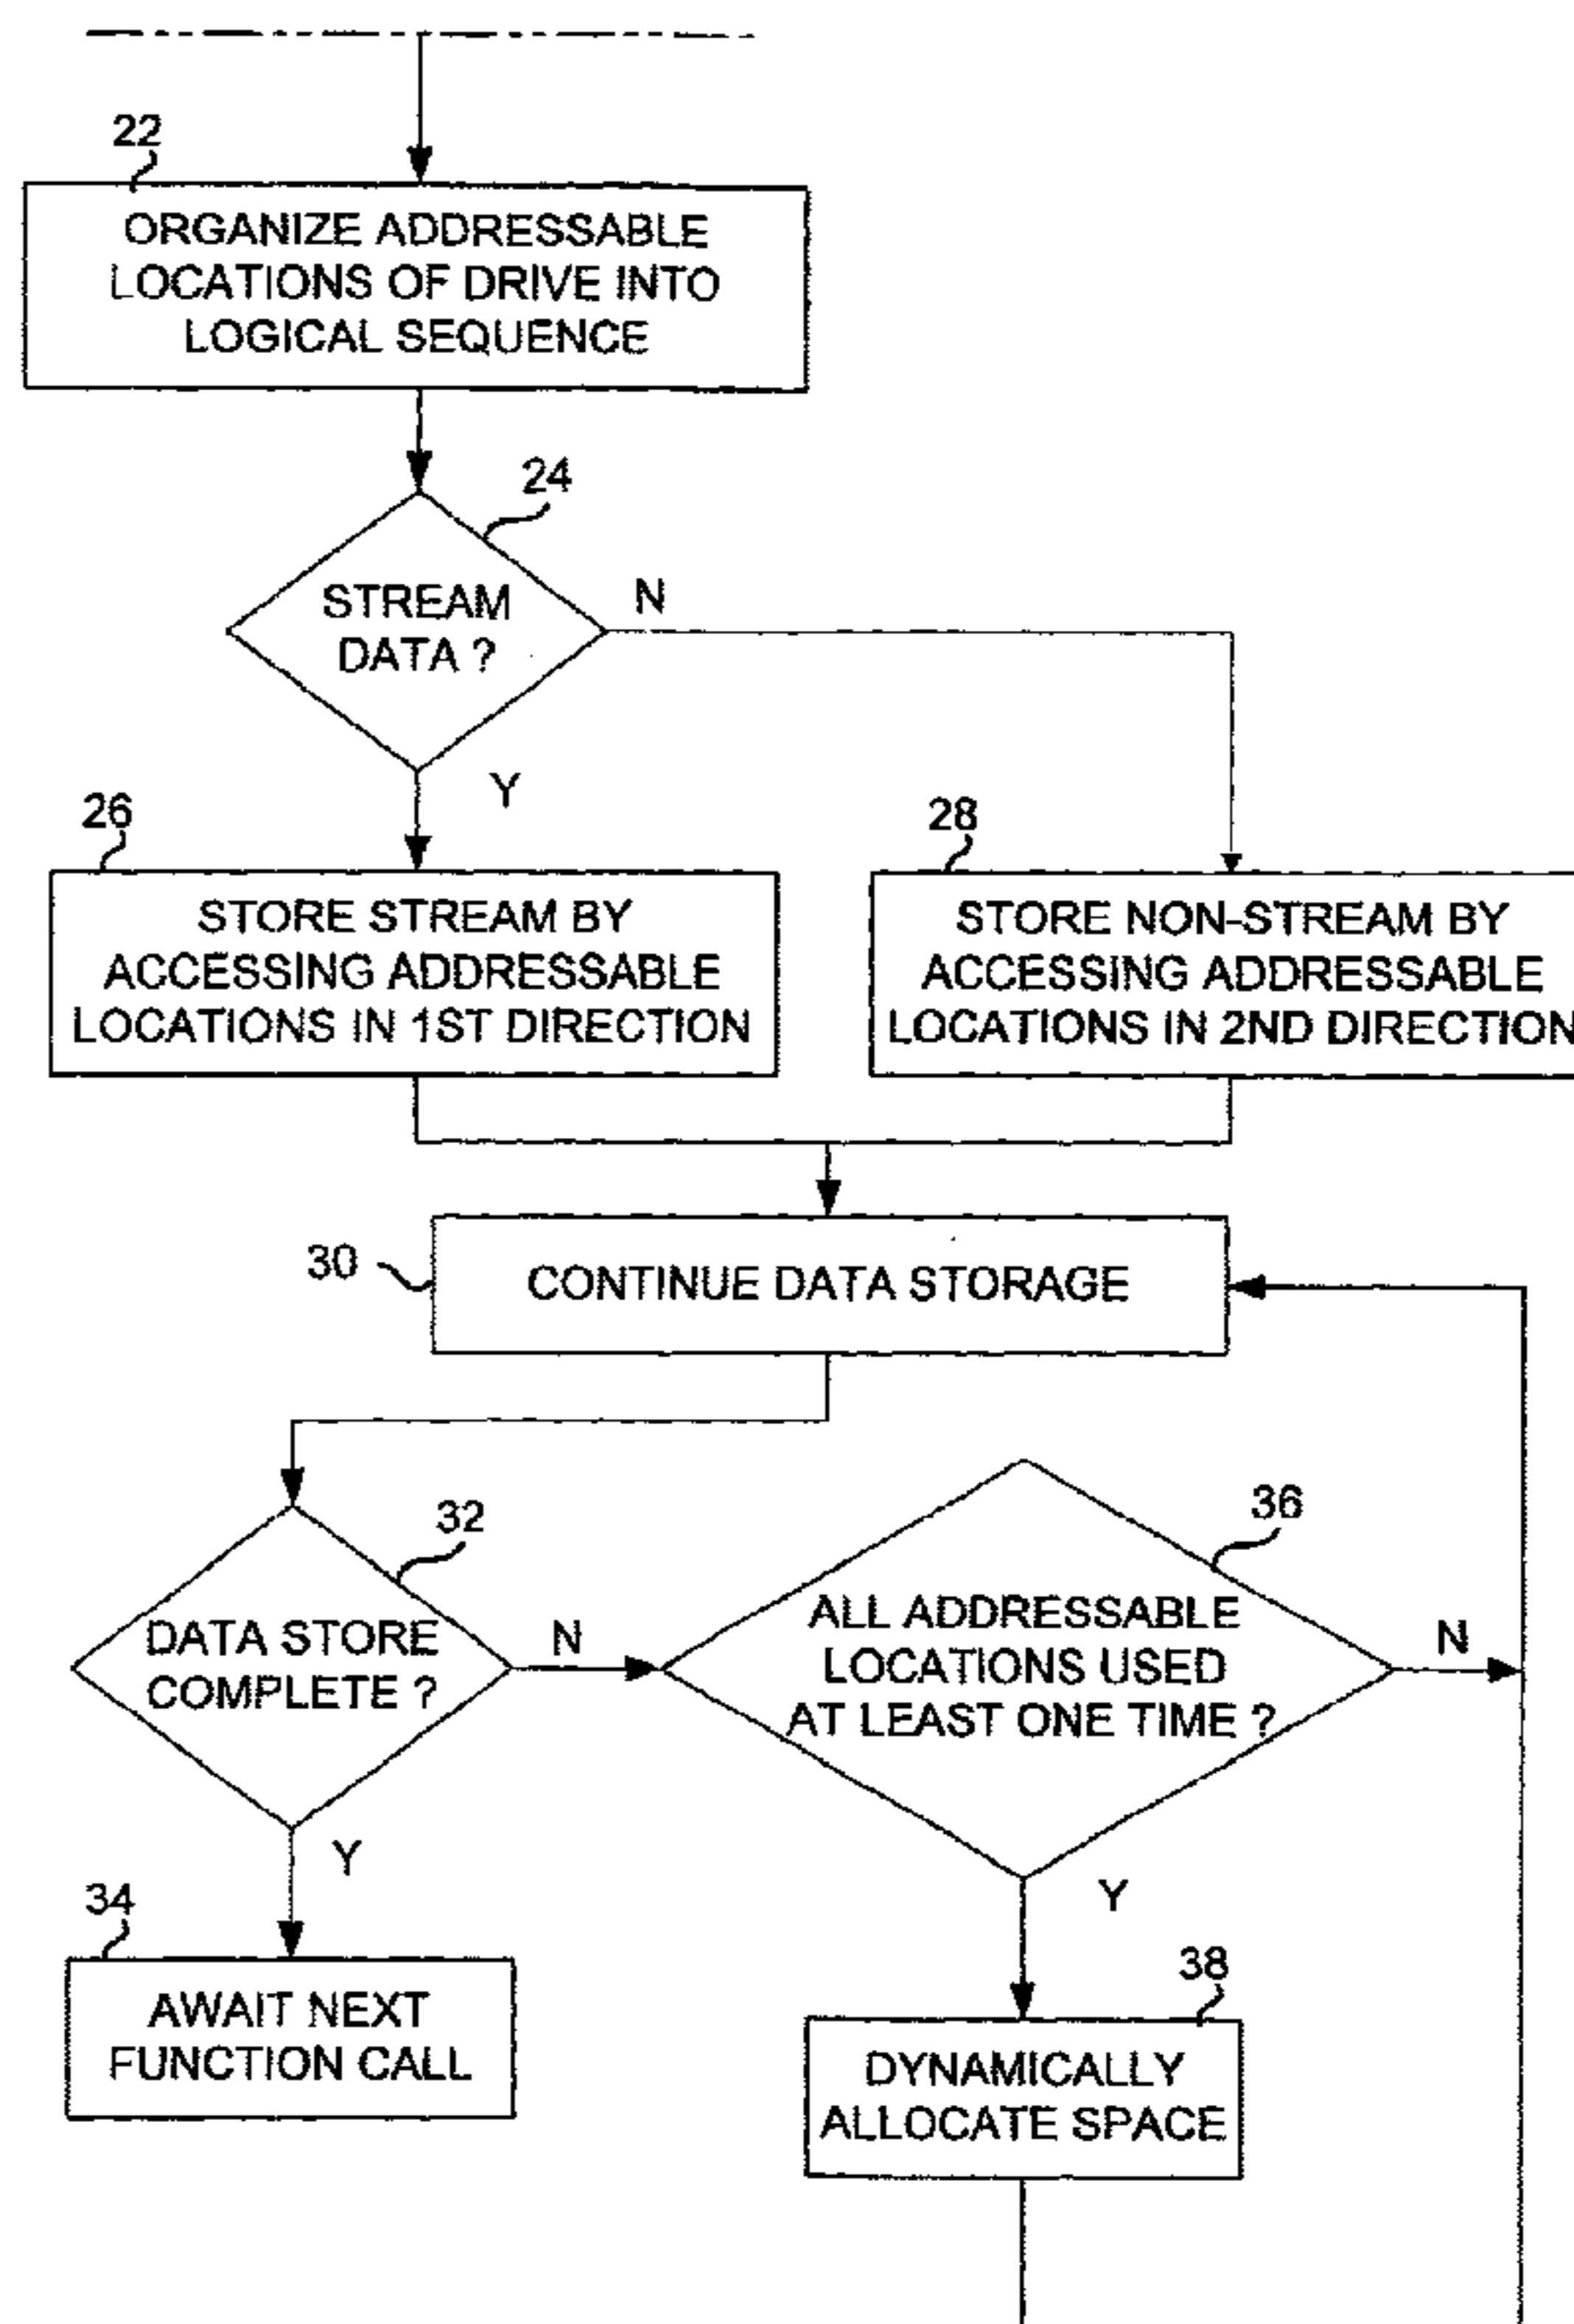 22
ORGANIZE ADDRESSABLE
LOCATIONS OF DRIVE INTO
LOGICAL SEQUENCE
24
STREAM
DATA ?
N
Y
26
STORE STREAM BY
ACCESSING ADDRESSABLE
LOCATIONS IN 1ST DIRECTION
28
STORE NON-STREAM BY
ACCESSING ADDRESSABLE
LOCATIONS IN 2ND DIRECTION
30
CONTINUE DATA STORAGE
32
DATA STORE
COMPLETE ?
N
Y
36
ALL ADDRESSABLE
LOCATIONS USED
AT LEAST ONE TIME ?
N
Y
34
AWAIT NEXT
FUNCTION CALL
38
DYNAMICALLY
ALLOCATE SPACE